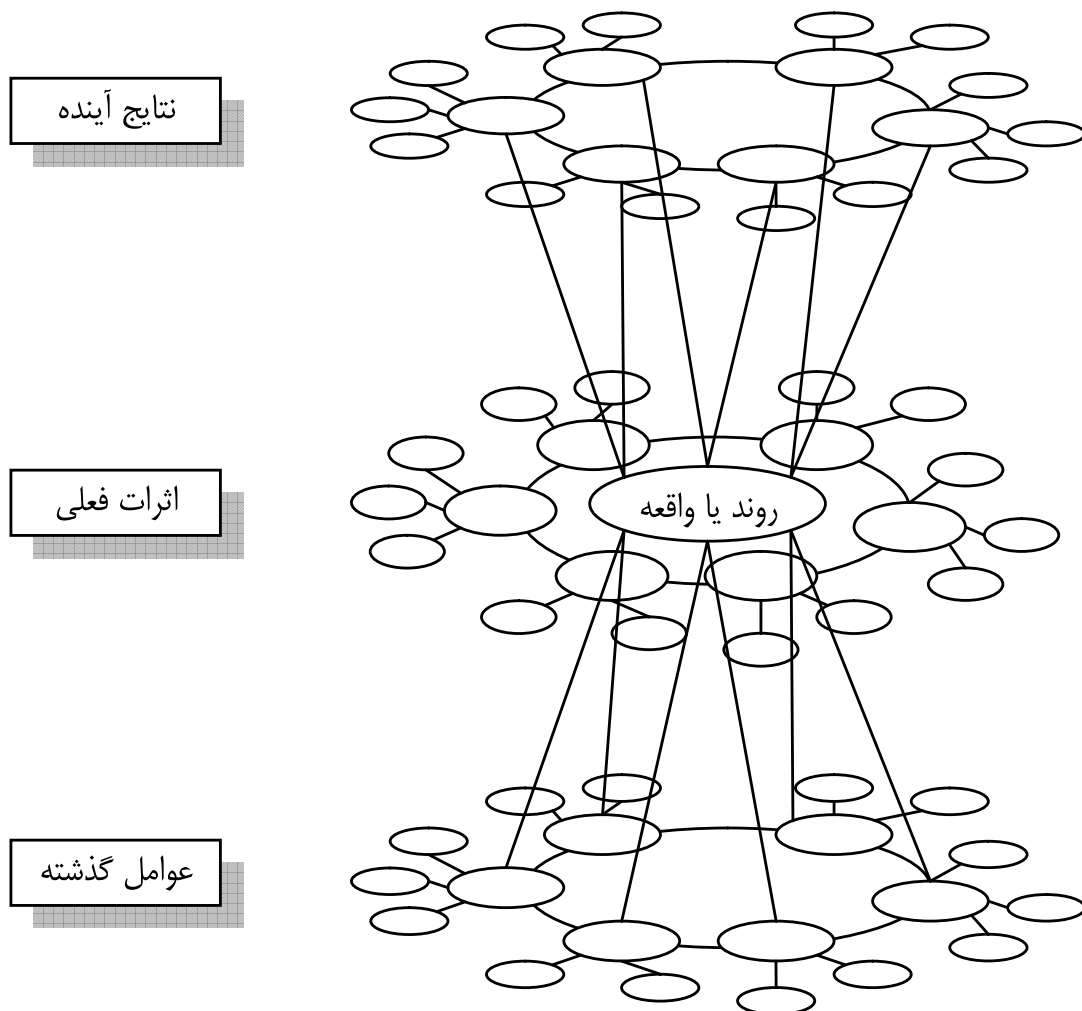 نتایج آینده
اثرات فعلی
روند یا واقعه
عوامل گذشته